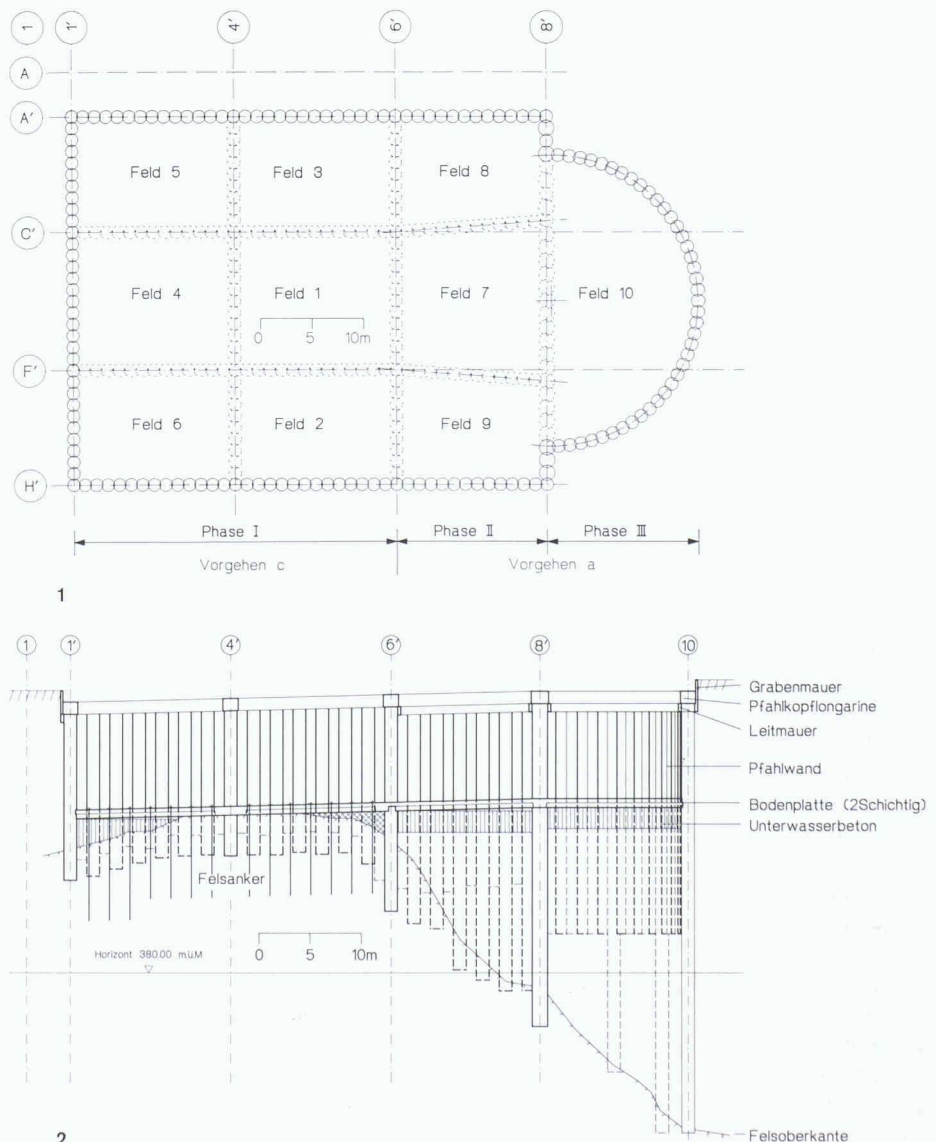 1 1' 4' 6' 8'
A
A'
Feld 5 Feld 3 Feld 8
C'
Feld 4 Feld 1 Feld 7 Feld 10
0 5 10m
F'
Feld 6 Feld 2 Feld 9
H'
Phase I Phase II Phase III
Vorgehen c Vorgehen a
1
1 1' 4' 6' 8' 10
Grabenmauer
Pfahlkopflongarine
Leitmauer
Pfahlwand
Bodenplatte (2Schichtig)
Unterwasserbeton
Felsanker
Horizont 380.00 m.ü.M 0 5 10m
Felsoberkante
2